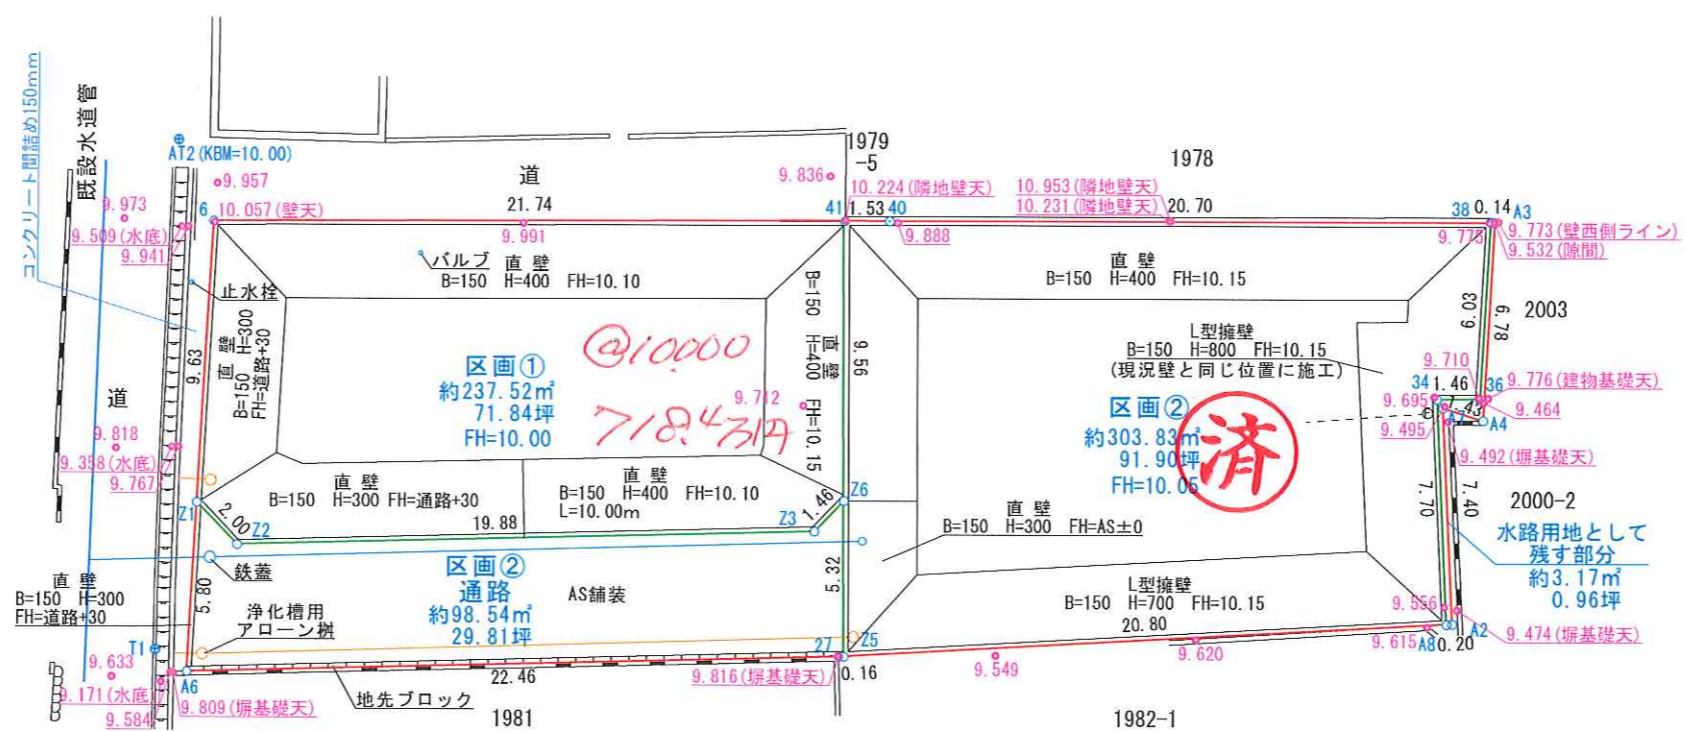 コンクリート間詰め150mm
既設水道管
AT2(KBM=10.00)
9.957
道
21.74
9.836
1979
-5
1978
9.973
6
10.057(壁天)
9.991
41
1.53
40
10.224(隣地壁天)
9.888
10.953(隣地壁天)
10.231(隣地壁天)
20.70
38
0.14
A3
9.773(壁西側ライン)
9.532(隙間)
9.509(水底)
9.941
止水栓
バルブ
直 壁
B=150 H=400 FH=10.10
直 壁
B=150 H=400 FH=10.15
直 壁
B=150 H=400 FH=10.15
9.63
直 壁
B=150 H=300
FH=道路+30
区画①
約237.52㎡
71.84坪
FH=10.00
@10,000
718.4万円
9.712
9.56
L型擁壁
B=150 H=800 FH=10.15
(現況壁と同じ位置に施工)
6.03
6.78
2003
9.710
34
1.46
36
9.776(建物基礎天)
9.464
9.695
9.495
1.43
A4
区画②
約303.83㎡
91.90坪
FH=10.05
済
9.492(塀基礎天)
7.70
7.40
2000-2
水路用地として
残す部分
約3.17㎡
0.96坪
道
9.818
9.358(水底)
9.767
Z1
2.00
Z2
直 壁
B=150 H=300 FH=通路+30
19.88
直 壁
B=150 H=400 FH=10.10
L=10.00m
Z3
1.46
Z6
直 壁
B=150 H=300 FH=AS±0
鉄蓋
5.80
区画②
通路
約98.54㎡
29.81坪
AS舗装
5.32
L型擁壁
B=150 H=700 FH=10.15
20.80
9.556
9.474(塀基礎天)
直 壁
B=150 H=300
FH=道路+30
浄化槽用
アローン桝
T1
9.633
9.171(水底)
9.584
A6
9.809(塀基礎天)
22.46
地先ブロック
27
Z5
9.816(塀基礎天)
0.16
9.549
9.620
9.615
A8
0.20
A2
1981
1982-1